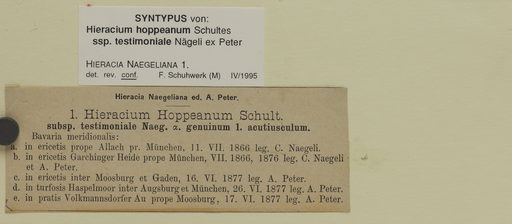 SYNTYPUS von:
Hieracium hoppeanum Schultes
ssp. testimoniale Nägeli ex Peter
HIERACIA NAEGELIANA 1.
det. rev. conf. F. Schuhwerk (M) IV/1995
Hieracia Naegeliana ed. A. Peter.
1. Hieracium Hoppeanum Schult.
subsp. testimoniale Naeg. α. genuinum 1. acutiusculum.
Bavaria meridionalis:
a. in ericetis prope Allach pr. München, 11. VII. 1866 leg. C. Naegeli.
b. in ericetis Garchinger Heide prope München, VII. 1866, 1876 leg. C. Naegeli
et A. Peter.
c. in ericetis inter Moosburg et Gaden, 16. VI. 1877 leg. A. Peter.
d. in turfosis Haspelmoor inter Augsburg et München, 26. VI. 1877 leg. A. Peter.
e. in pratis Volkmannsdorfer Au prope Moosburg, 17. VI. 1877 leg. A. Peter.